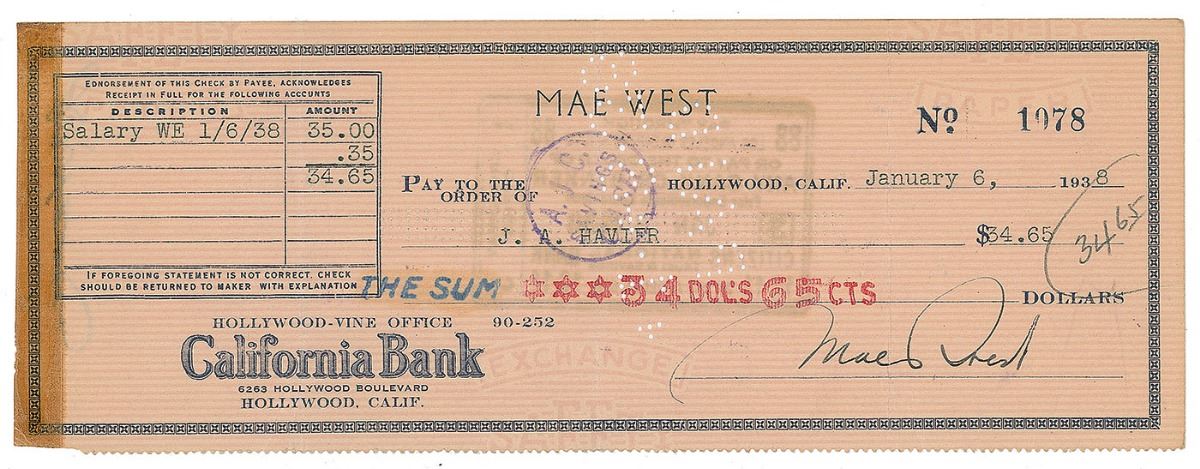 ENDORSEMENT OF THIS CHECK BY PAYEE, ACKNOWLEDGES
RECEIPT IN FULL FOR THE FOLLOWING ACCOUNTS
DESCRIPTION AMOUNT
Salary WE 1/6/38 35.00
.35
34.65
IF FOREGOING STATEMENT IS NOT CORRECT, CHECK
SHOULD BE RETURNED TO MAKER WITH EXPLANATION
MAE WEST
No 1078
PAY TO THE
ORDER OF
HOLLYWOOD, CALIF. January 6, 1938
J. A. HAVIER $34.65
34 65
THE SUM ✡✡✡34 DOL'S 65 CTS DOLLARS
HOLLYWOOD-VINE OFFICE 90-252
California Bank
6263 HOLLYWOOD BOULEVARD
HOLLYWOOD, CALIF.
Mae West
EXCHANGE